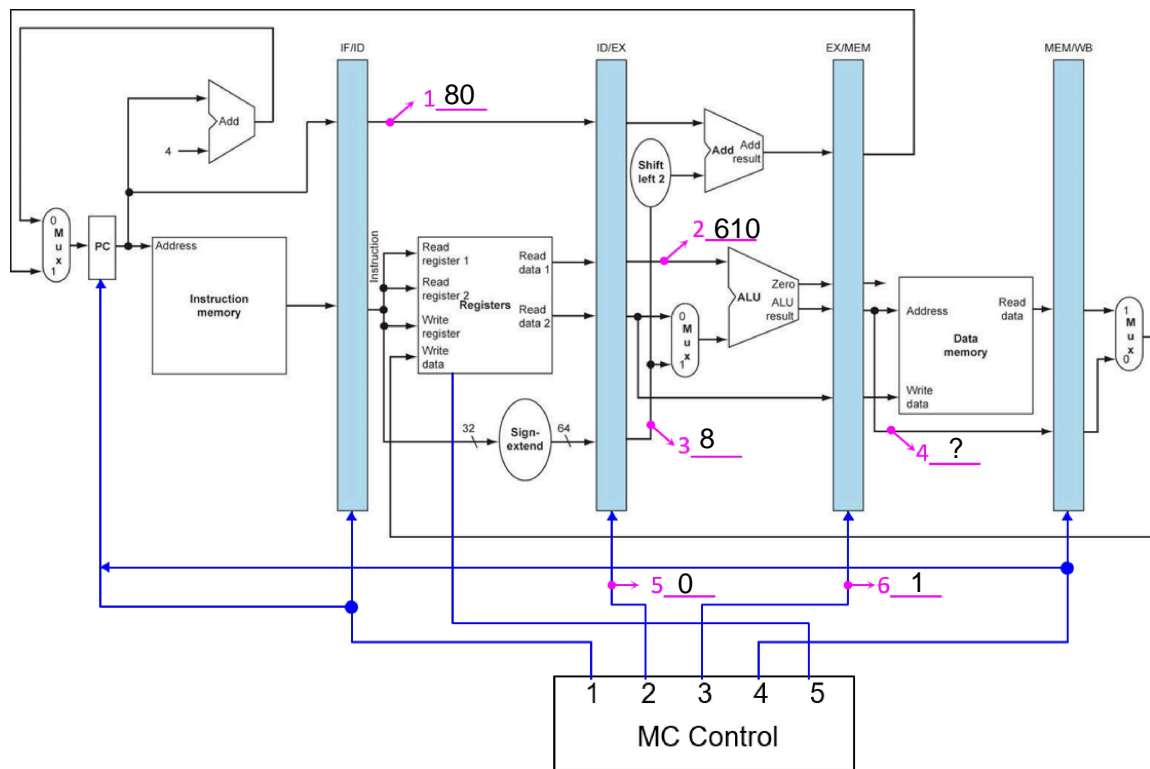 IF/ID
ID/EX
EX/MEM
MEM/WB
1 80
Add
4
Add
Add
result
Shift
left 2
0
M
u
x
1
PC
Address
Instruction
memory
Instruction
Read
register 1
Read
register 2
Registers
Write
register
Write
data
Read
data 1
Read
data 2
2 610
0
M
u
x
1
ALU
Zero
ALU
result
Address
Read
data
Data
memory
Write
data
1
M
u
x
0
32
Sign-
extend
64
3 8
4 ?
5 0
6 1
1 2 3 4 5
MC Control